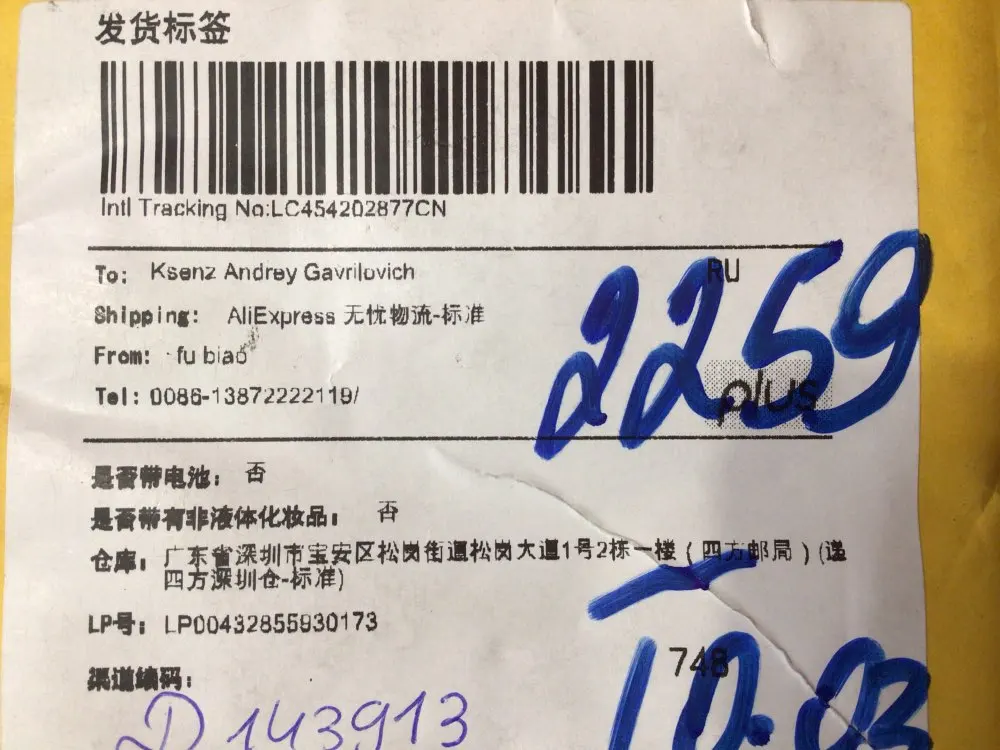 发货标签
Intl Tracking No:LC454202877CN
To: Ksenz Andrey Gavrilovich
RU
Shipping: AliExpress 无忧物流-标准
2259
From: fu biao
plus
Tel: 0086-13872222119/
是否带电池: 否
是否带有非液体化妆品: 否
仓库: 广东省深圳市宝安区松岗街道松岗大道1号2栋一楼 ( 四方邮局 ) (递
四方深圳仓-标准)
LP号: LP00432855930173
748
渠道编码:
10.03
D143913